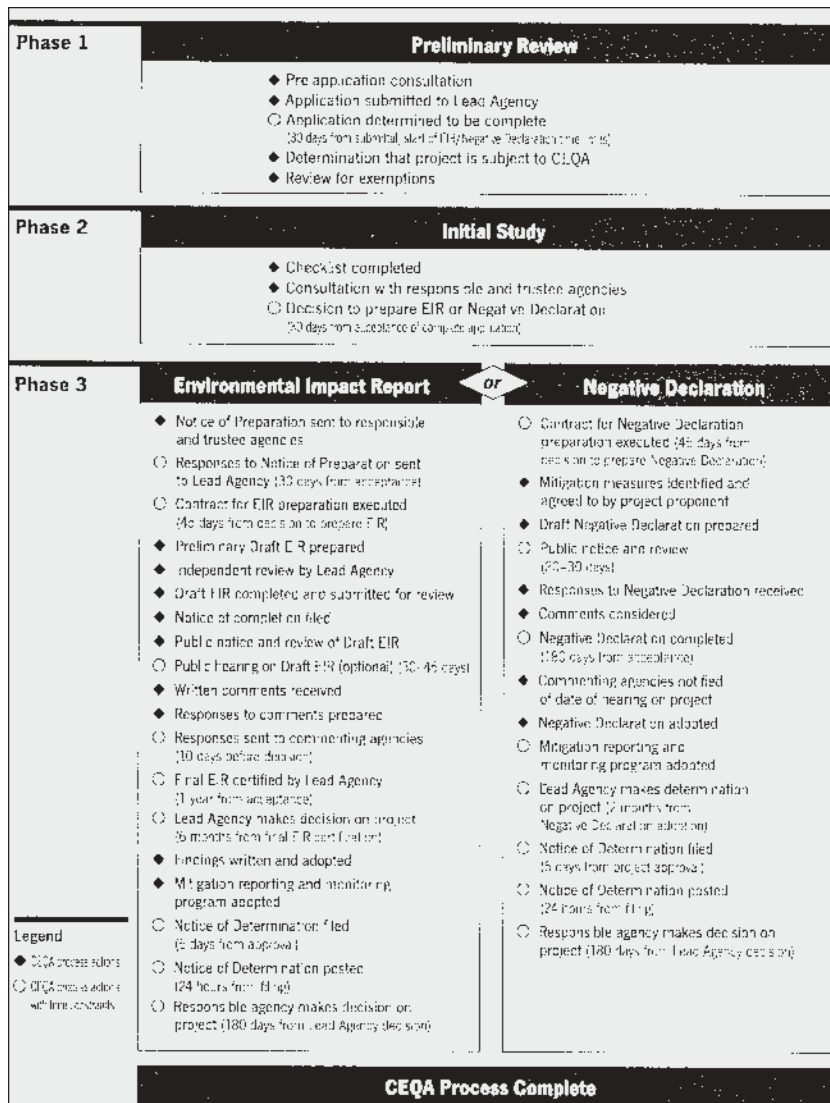 Phase 1
Preliminary Review
◆ Pre application consultation
◆ Application submitted to Lead Agency
○ Application determined to be complete
(30 days from submittal, start of EIR/Negative Declaration time limits)
◆ Determination that project is subject to CEQA
◆ Review for exemptions
Phase 2
Initial Study
◆ Checklist completed
◆ Consultation with responsible and trustee agencies
○ Decision to prepare EIR or Negative Declaration
(30 days from acceptance of complete application)
Phase 3
Environmental Impact Report
◆ Notice of Preparation sent to responsible
and trustee agencies
○ Responses to Notice of Preparation sent
to Lead Agency (30 days from acceptance)
○ Contract for EIR preparation executed
(45 days from decision to prepare EIR)
◆ Preliminary Draft EIR prepared
◆ Independent review by Lead Agency
◆ Draft EIR completed and submitted for review
◆ Notice of completion filed
◆ Public notice and review of Draft EIR
○ Public hearing on Draft EIR (optional) (30-45 days)
◆ Written comments received
◆ Responses to comments prepared
○ Responses sent to commenting agencies
(10 days before decision)
○ Final EIR certified by Lead Agency
(1 year from acceptance)
○ Lead Agency makes decision on project
(6 months from final EIR certification)
◆ Findings written and adopted
◆ Mitigation reporting and monitoring
program adopted
○ Notice of Determination filed
(5 days from approval)
○ Notice of Determination posted
(24 hours from filing)
○ Responsible agency makes decision on
project (180 days from Lead Agency decision)
or
Negative Declaration
○ Contract for Negative Declaration
preparation executed (45 days from
decision to prepare Negative Declaration)
◆ Mitigation measures identified and
agreed to by project proponent
◆ Draft Negative Declaration prepared
○ Public notice and review
(20–30 days)
◆ Responses to Negative Declaration received
◆ Comments considered
○ Negative Declaration completed
(180 days from acceptance)
◆ Commenting agencies notified
of date of hearing on project
◆ Negative Declaration adopted
○ Mitigation reporting and
monitoring program adopted
○ Lead Agency makes determination
on project (2 months from
Negative Declaration adoption)
○ Notice of Determination filed
(5 days from project approval)
○ Notice of Determination posted
(24 hours from filing)
○ Responsible agency makes decision on
project (180 days from Lead Agency decision)
Legend
◆ CEQA process actions
○ CEQA process actions
with time constraints
CEQA Process Complete